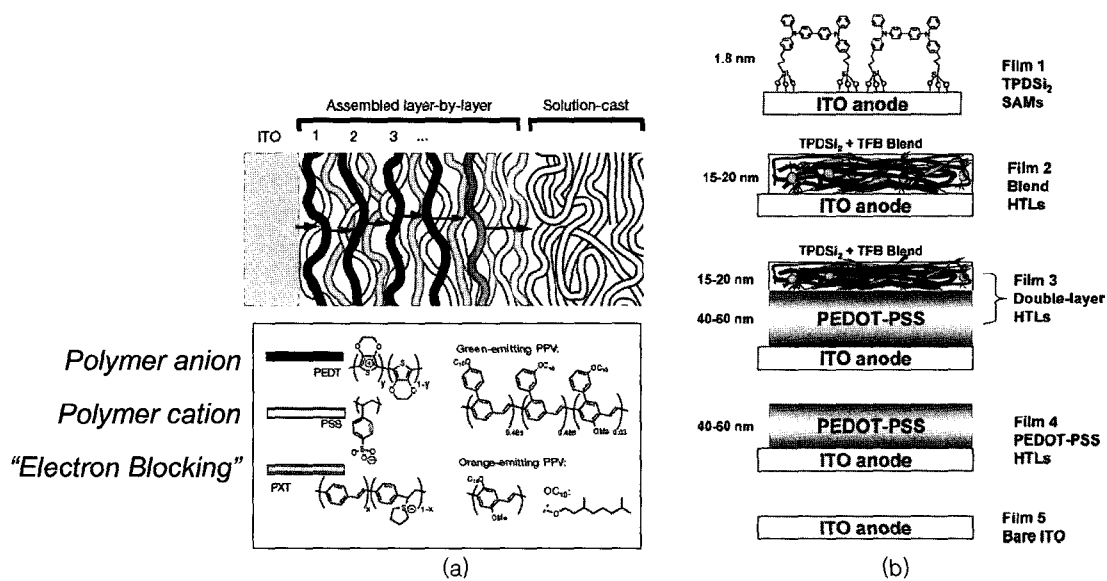 Assembled layer-by-layer
Solution-cast
ITO
1
2
3
...
Polymer anion
Polymer cation
"Electron Blocking"
PEDT
y
1-y
PSS
PXT
x
1-x
Green-emitting PPV:
Orange-emitting PPV:
OMe
OC₁₀:
(a)
(b)
1.8 nm
ITO anode
Film 1
TPDSi₂
SAMs
TPDSi₂ + TFB Blend
15-20 nm
ITO anode
Film 2
Blend
HTLs
TPDSi₂ + TFB Blend
15-20 nm
40-60 nm
PEDOT-PSS
ITO anode
Film 3
Double-layer
HTLs
40-60 nm
PEDOT-PSS
ITO anode
Film 4
PEDOT-PSS
HTLs
ITO anode
Film 5
Bare ITO